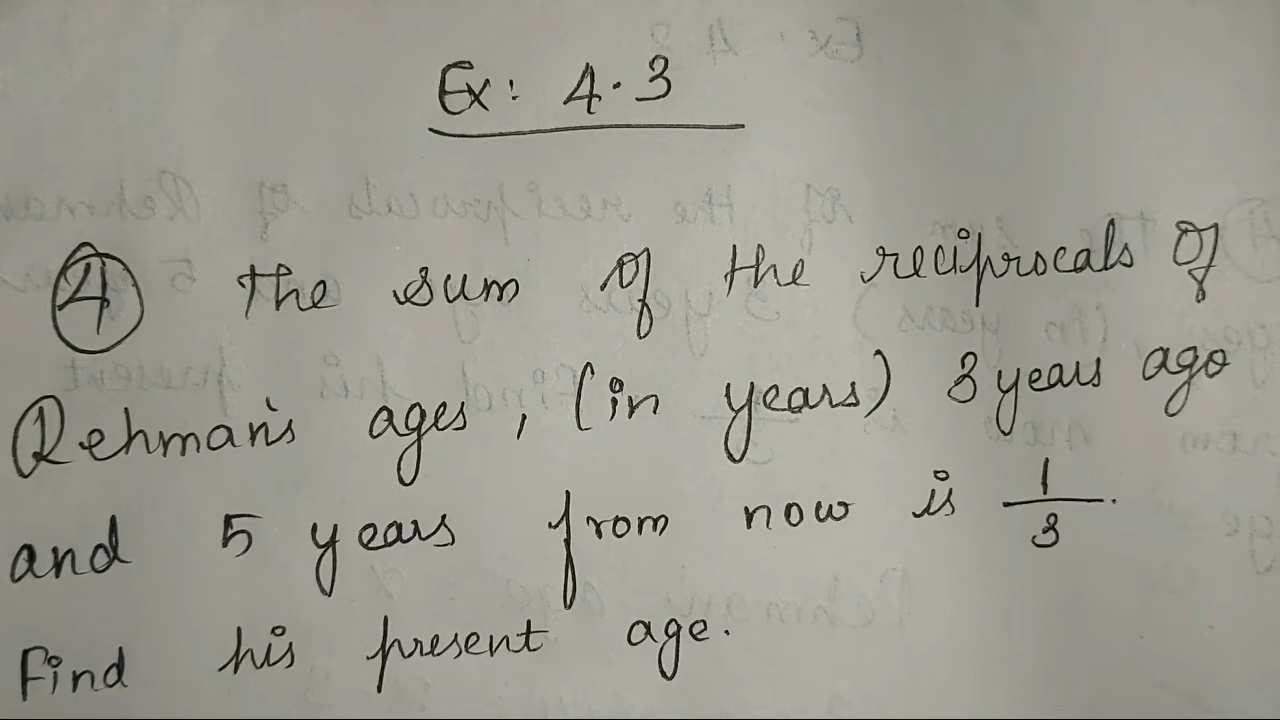 Ex: 4.3
④ The sum of the reciprocals of
Rehman's ages, (in years) 3 years ago
and 5 years from now is 1/3.
Find his present age.